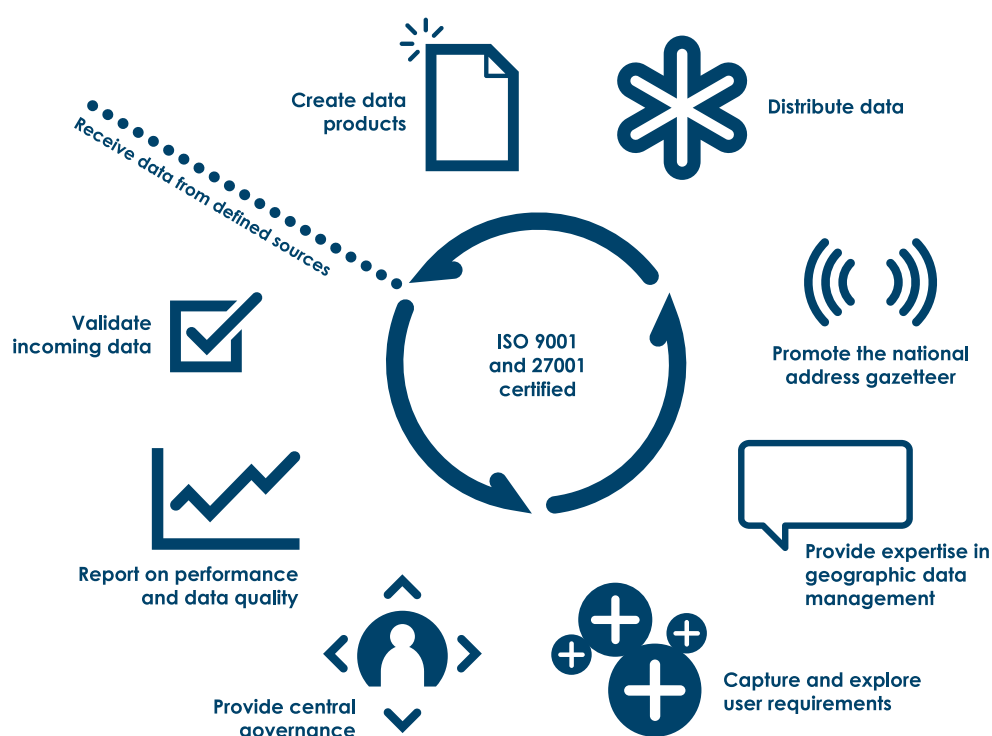 Create data
products
Distribute data
Receive data from defined sources
Validate
incoming data
ISO 9001
and 27001
certified
Promote the national
address gazetteer
Report on performance
and data quality
Provide expertise in
geographic data
management
Provide central
governance
Capture and explore
user requirements